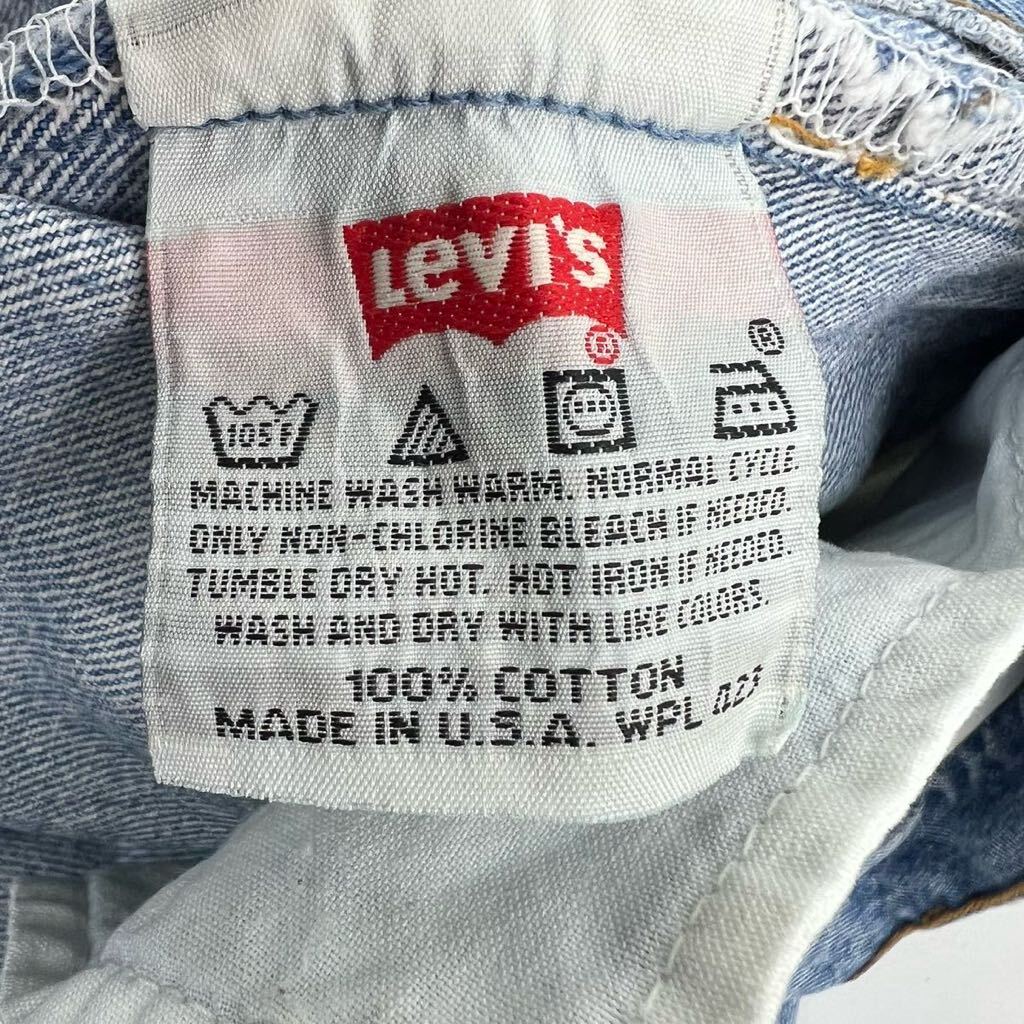 Levi's ®
®
105°F
MACHINE WASH WARM. NORMAL CYCLE.
ONLY NON-CHLORINE BLEACH IF NEEDED.
TUMBLE DRY HOT. HOT IRON IF NEEDED.
WASH AND DRY WITH LIKE COLORS.
100% COTTON
MADE IN U.S.A. WPL 023